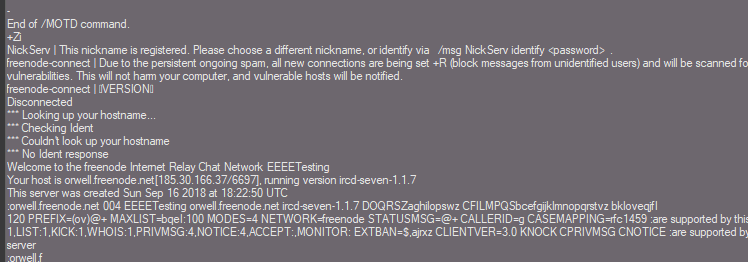 -
End of /MOTD command.
+Zi
NickServ | This nickname is registered. Please choose a different nickname, or identify via /msg NickServ identify <password> .
freenode-connect | Due to the persistent ongoing spam, all new connections are being set +R (block messages from unidentified users) and will be scanned fo
vulnerabilities. This will not harm your computer, and vulnerable hosts will be notified.
freenode-connect | VERSION
Disconnected
*** Looking up your hostname...
*** Checking Ident
*** Couldn't look up your hostname
*** No Ident response
Welcome to the freenode Internet Relay Chat Network EEEETesting
Your host is orwell.freenode.net[185.30.166.37/6697], running version ircd-seven-1.1.7
This server was created Sun Sep 16 2018 at 18:22:50 UTC
:orwell.freenode.net 004 EEEETesting orwell.freenode.net ircd-seven-1.1.7 DOQRSZaghilopswz CFILMPQSbcefgijklmnopqrstvz bkloveqjfI
120 PREFIX=(ov)@+ MAXLIST=bqeI:100 MODES=4 NETWORK=freenode STATUSMSG=@+ CALLERID=g CASEMAPPING=rfc1459 :are supported by this
1,LIST:1,KICK:1,WHOIS:1,PRIVMSG:4,NOTICE:4,ACCEPT:,MONITOR: EXTBAN=$,ajrxz CLIENTVER=3.0 KNOCK CPRIVMSG CNOTICE :are supported by
server
:orwell.f